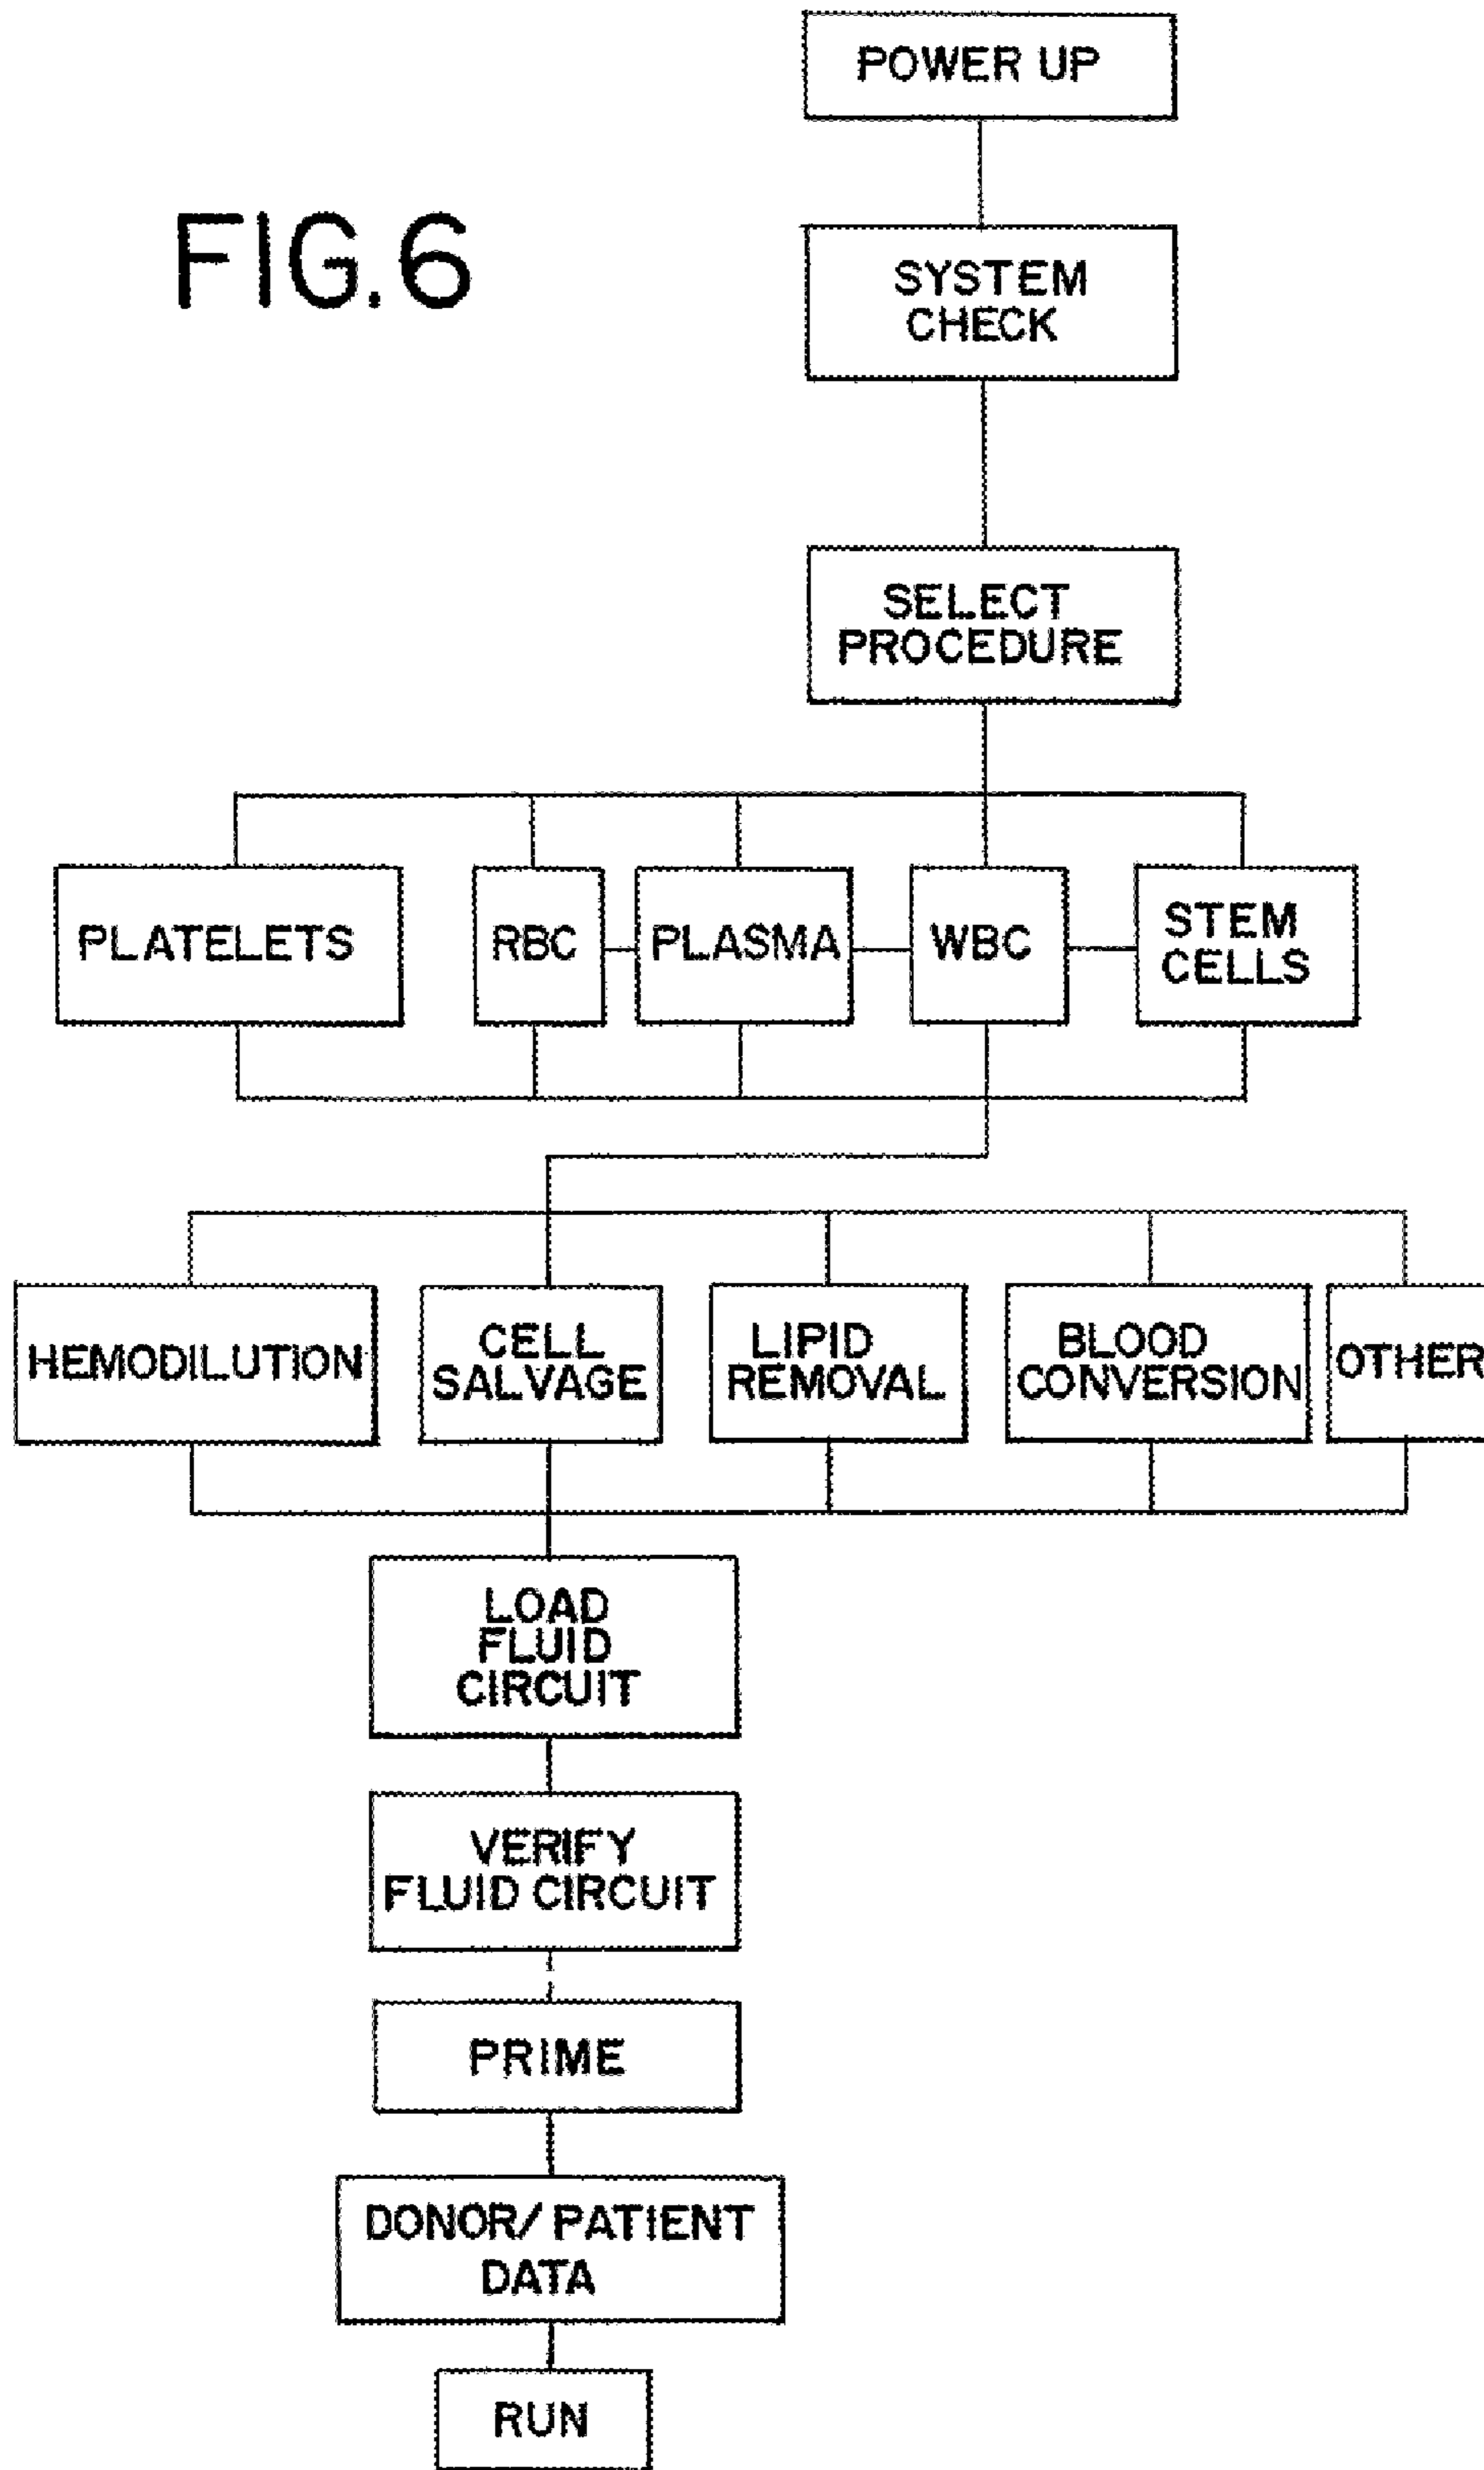 POWER UP
FIG.6
SYSTEM
CHECK
SELECT
PROCEDURE
PLATELETS
RBC
PLASMA
WBC
STEM
CELLS
HEMODILUTION
CELL
SALVAGE
LIPID
REMOVAL
BLOOD
CONVERSION
OTHER
LOAD
FLUID
CIRCUIT
VERIFY
FLUID CIRCUIT
PRIME
DONOR/ PATIENT
DATA
RUN